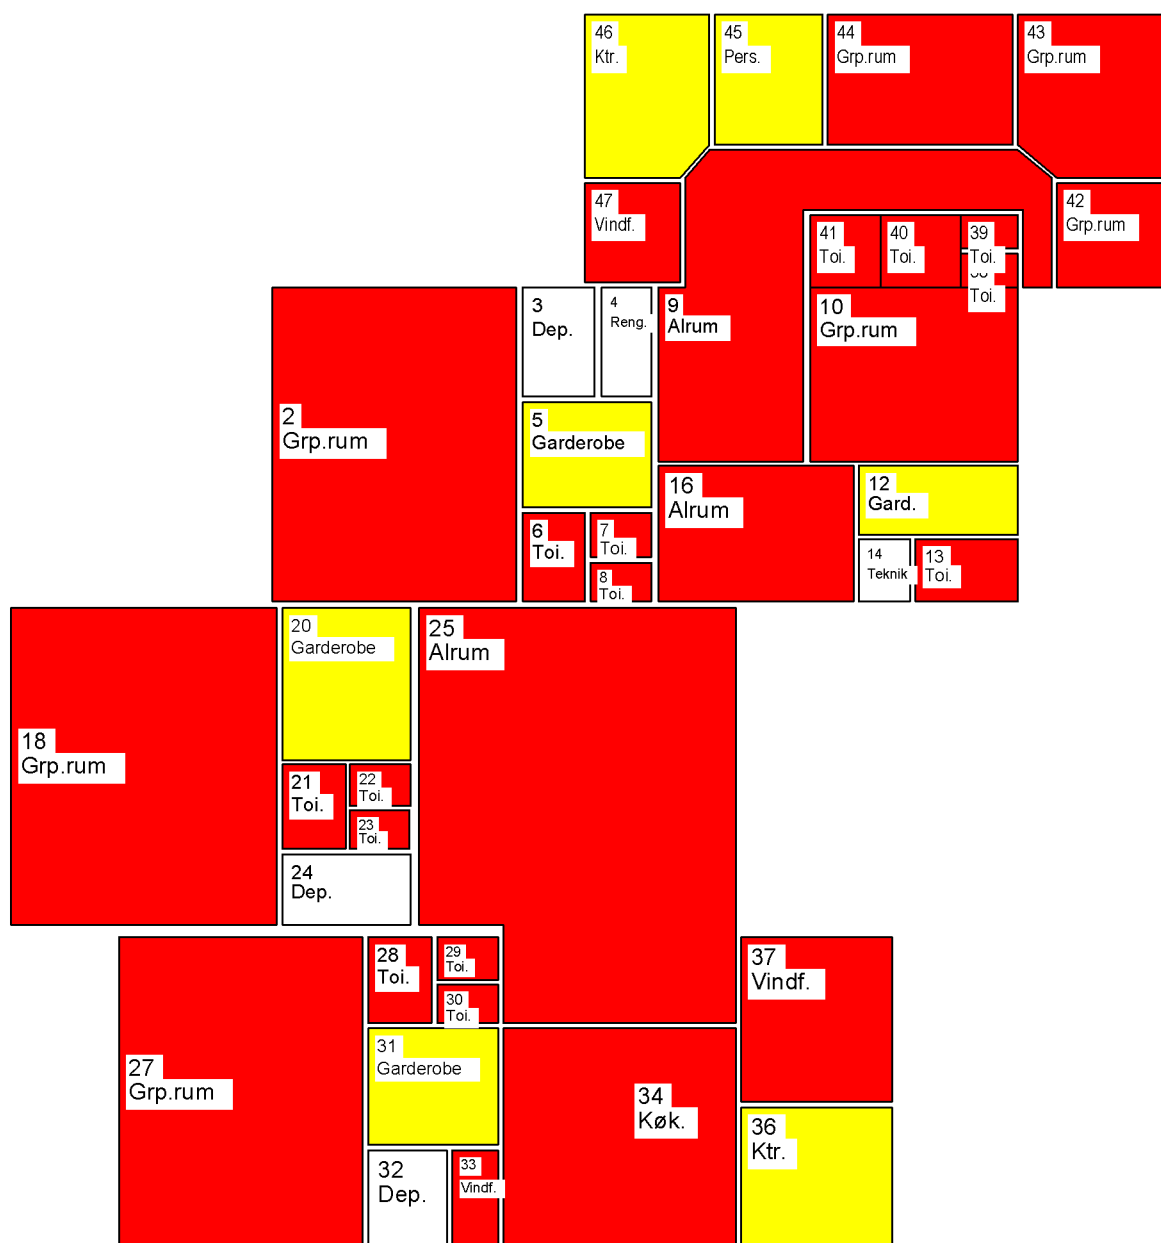 46
Ktr.
45
Pers.
44
Grp.rum
43
Grp.rum
47
Vindf.
42
Grp.rum
41
Toi.
40
Toi.
39
Toi.
Toi.
3
Dep.
4
Reng.
9
Alrum
10
Grp.rum
2
Grp.rum
5
Garderobe
16
Alrum
12
Gard.
6
Toi.
7
Toi.
8
Toi.
14
Teknik
13
Toi.
20
Garderobe
25
Alrum
18
Grp.rum
21
Toi.
22
Toi.
23
Toi.
24
Dep.
28
Toi.
29
Toi.
30
Toi.
37
Vindf.
27
Grp.rum
31
Garderobe
34
Køk.
36
Ktr.
32
Dep.
33
Vindf.